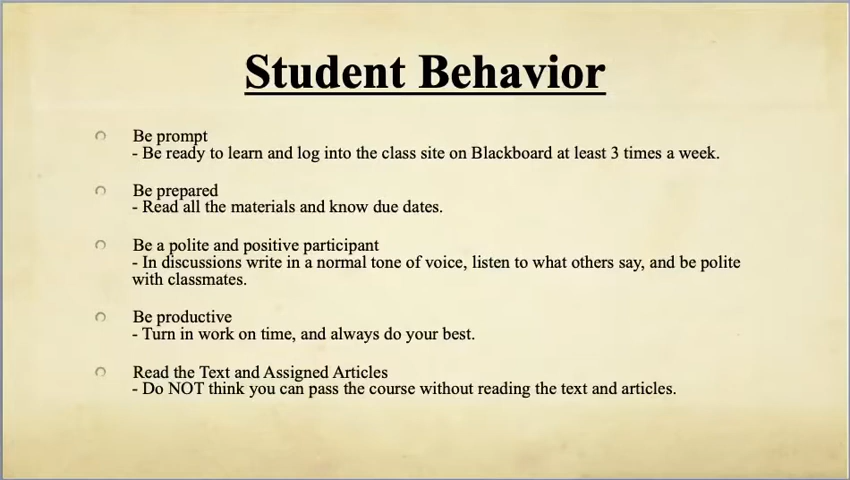 Student Behavior
Be prompt
- Be ready to learn and log into the class site on Blackboard at least 3 times a week.
Be prepared
- Read all the materials and know due dates.
Be a polite and positive participant
- In discussions write in a normal tone of voice, listen to what others say, and be polite
with classmates.
Be productive
- Turn in work on time, and always do your best.
Read the Text and Assigned Articles
- Do NOT think you can pass the course without reading the text and articles.